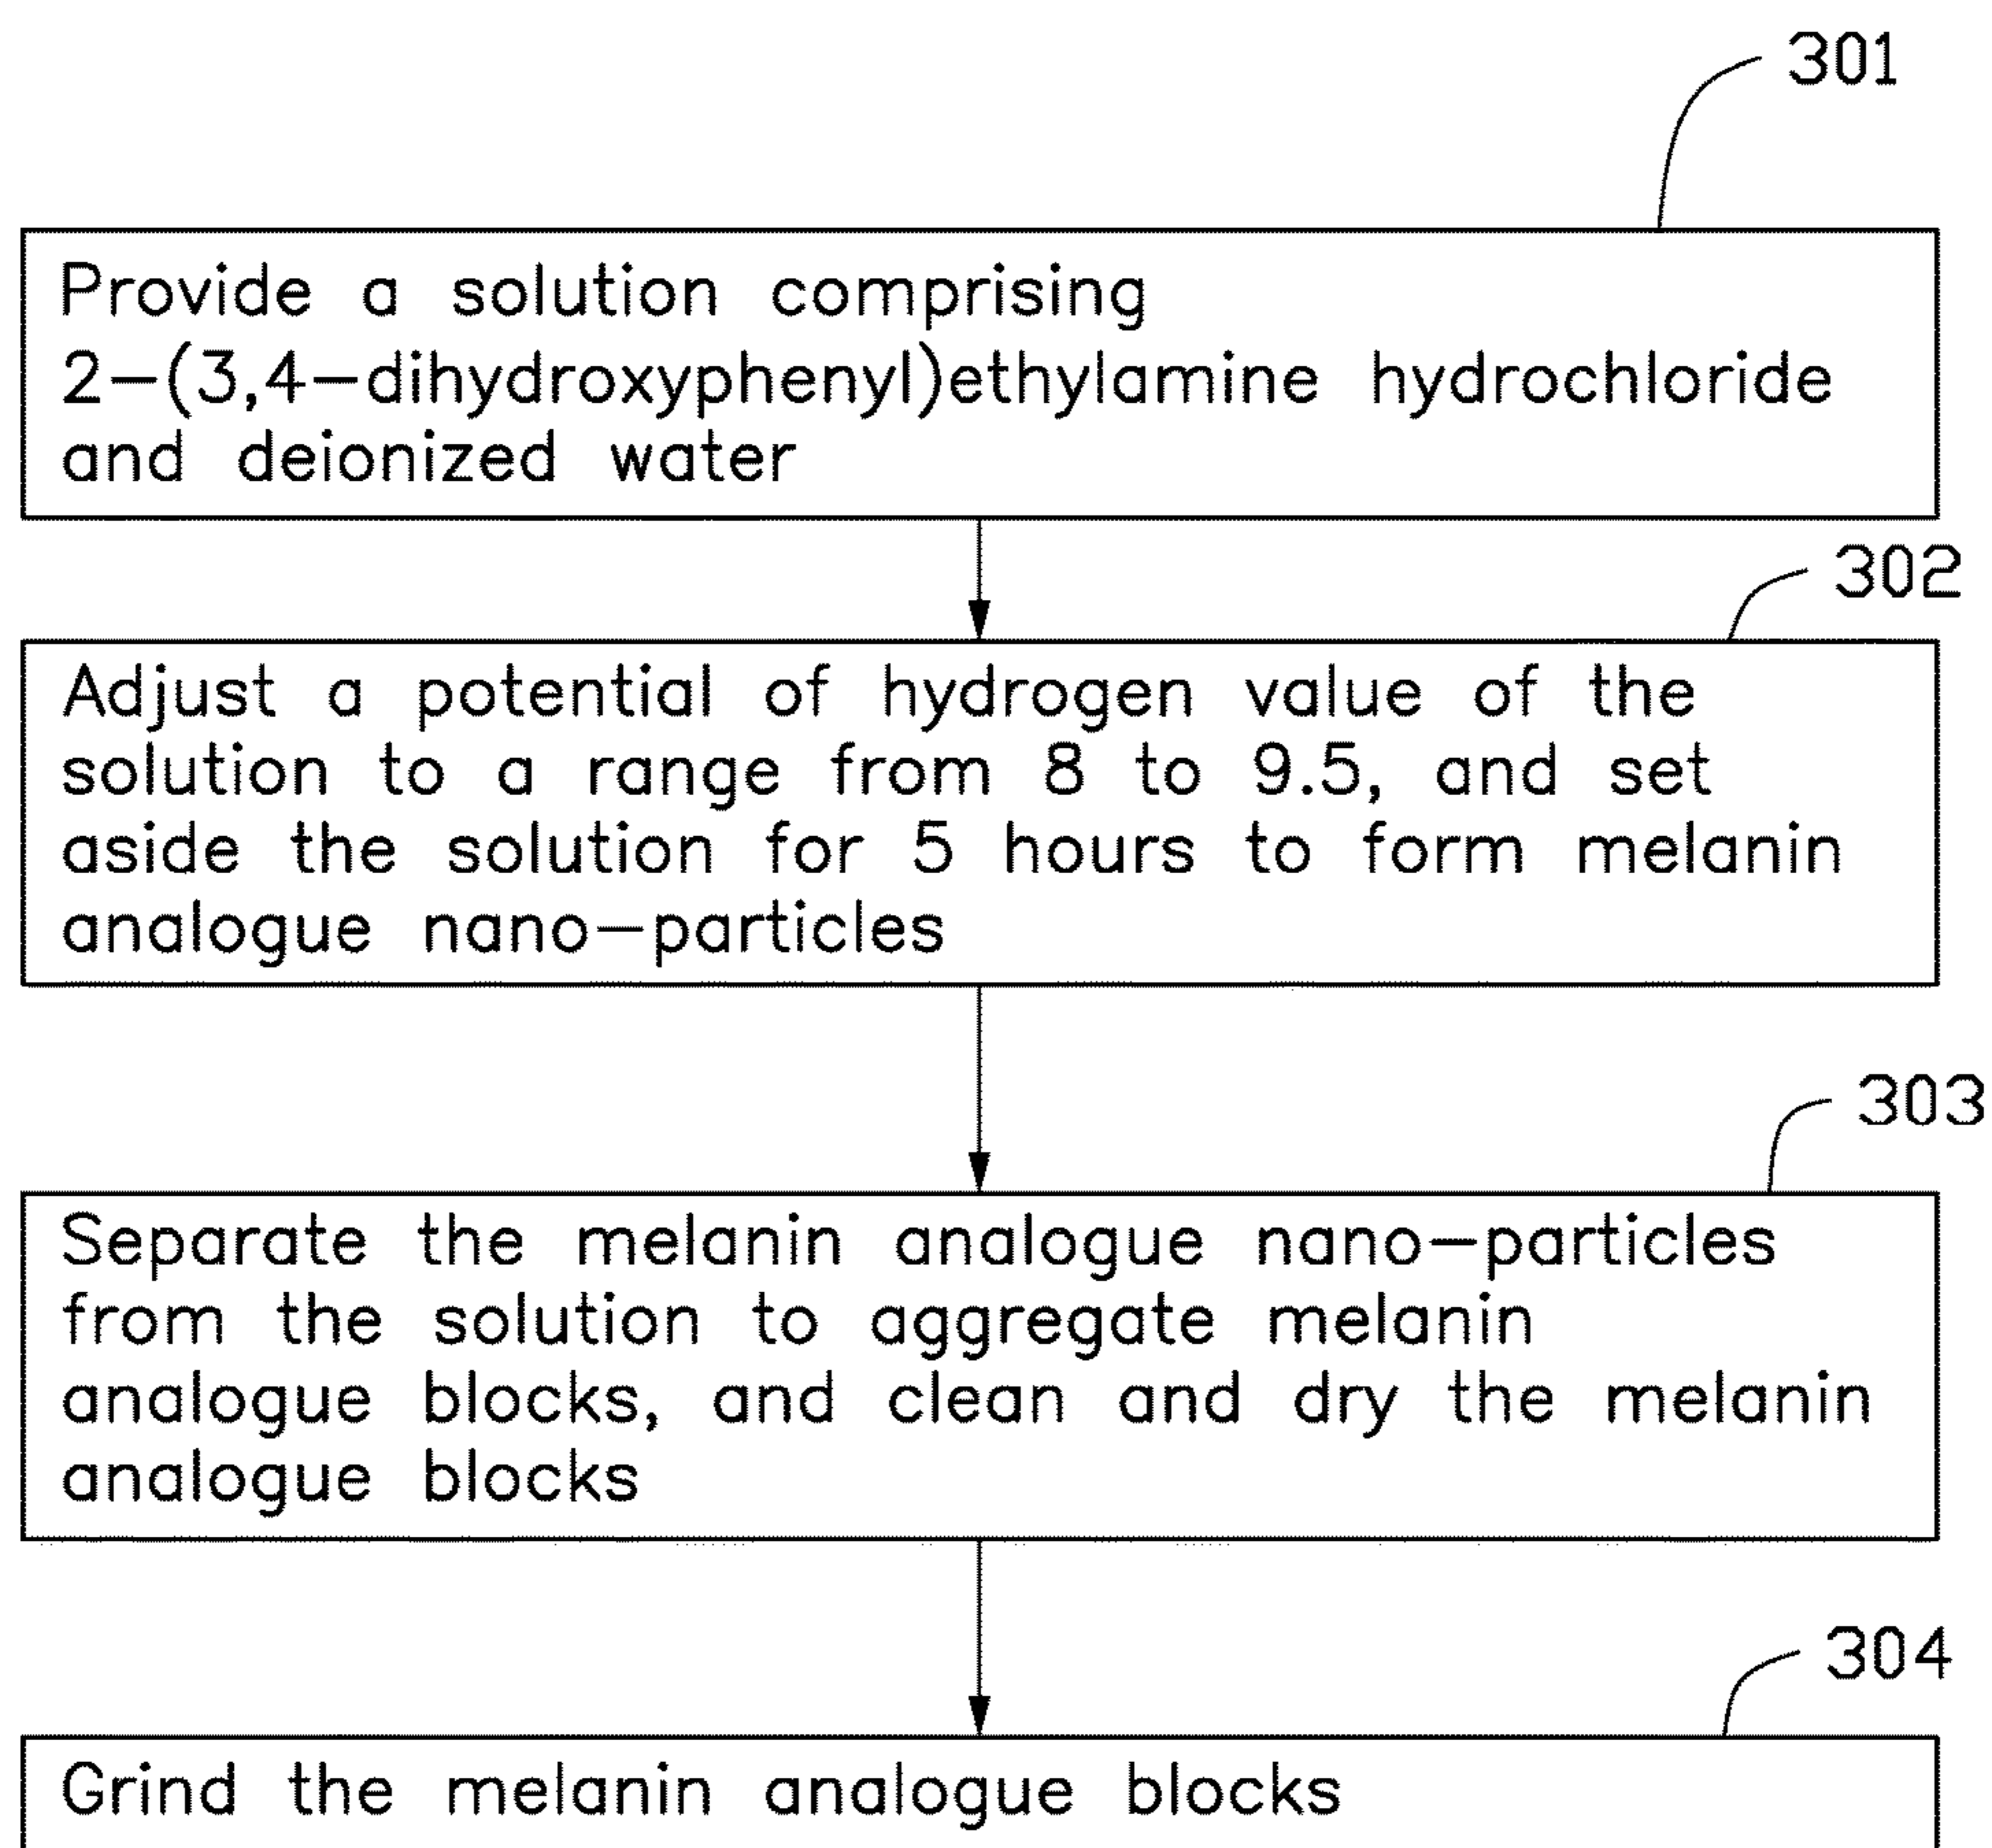 301
Provide a solution comprising
2-(3,4-dihydroxyphenyl)ethylamine hydrochloride
and deionized water
302
Adjust a potential of hydrogen value of the
solution to a range from 8 to 9.5, and set
aside the solution for 5 hours to form melanin
analogue nano-particles
303
Separate the melanin analogue nano-particles
from the solution to aggregate melanin
analogue blocks, and clean and dry the melanin
analogue blocks
304
Grind the melanin analogue blocks